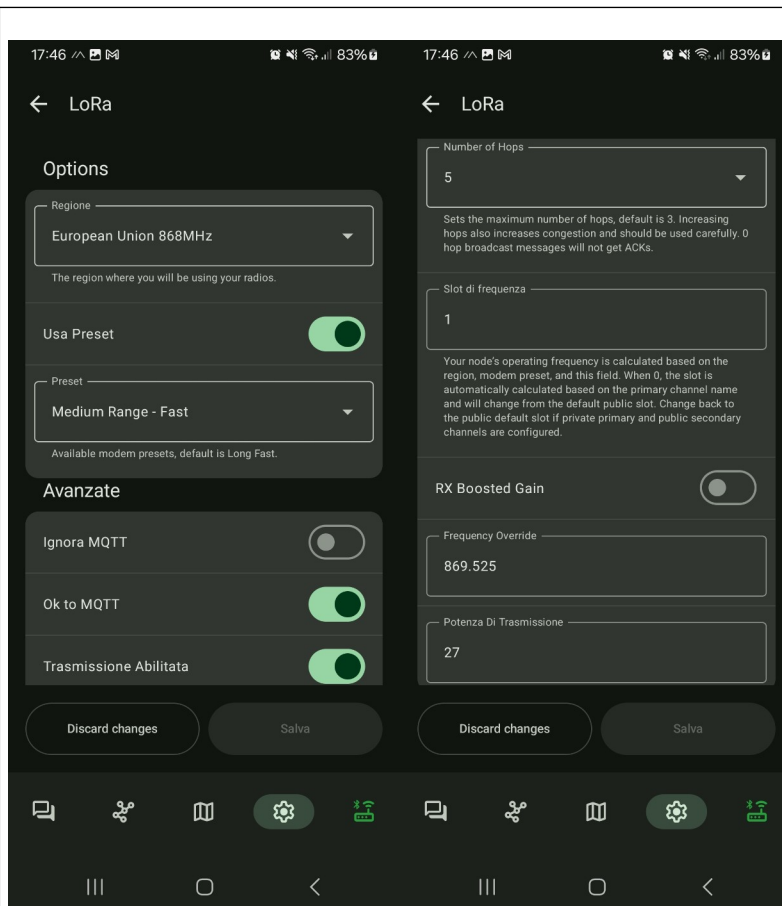 17:46
83%
LoRa
Options
Regione
European Union 868MHz
The region where you will be using your radios.
Usa Preset
Preset
Medium Range - Fast
Available modem presets, default is Long Fast.
Avanzate
Ignora MQTT
Ok to MQTT
Trasmissione Abilitata
Discard changes
Salva
17:46
83%
LoRa
Number of Hops
5
Sets the maximum number of hops, default is 3. Increasing
hops also increases congestion and should be used carefully. 0
hop broadcast messages will not get ACKs.
Slot di frequenza
1
Your node's operating frequency is calculated based on the
region, modem preset, and this field. When 0, the slot is
automatically calculated based on the primary channel name
and will change from the default public slot. Change back to
the public default slot if private primary and public secondary
channels are configured.
RX Boosted Gain
Frequency Override
869.525
Potenza Di Trasmissione
27
Discard changes
Salva